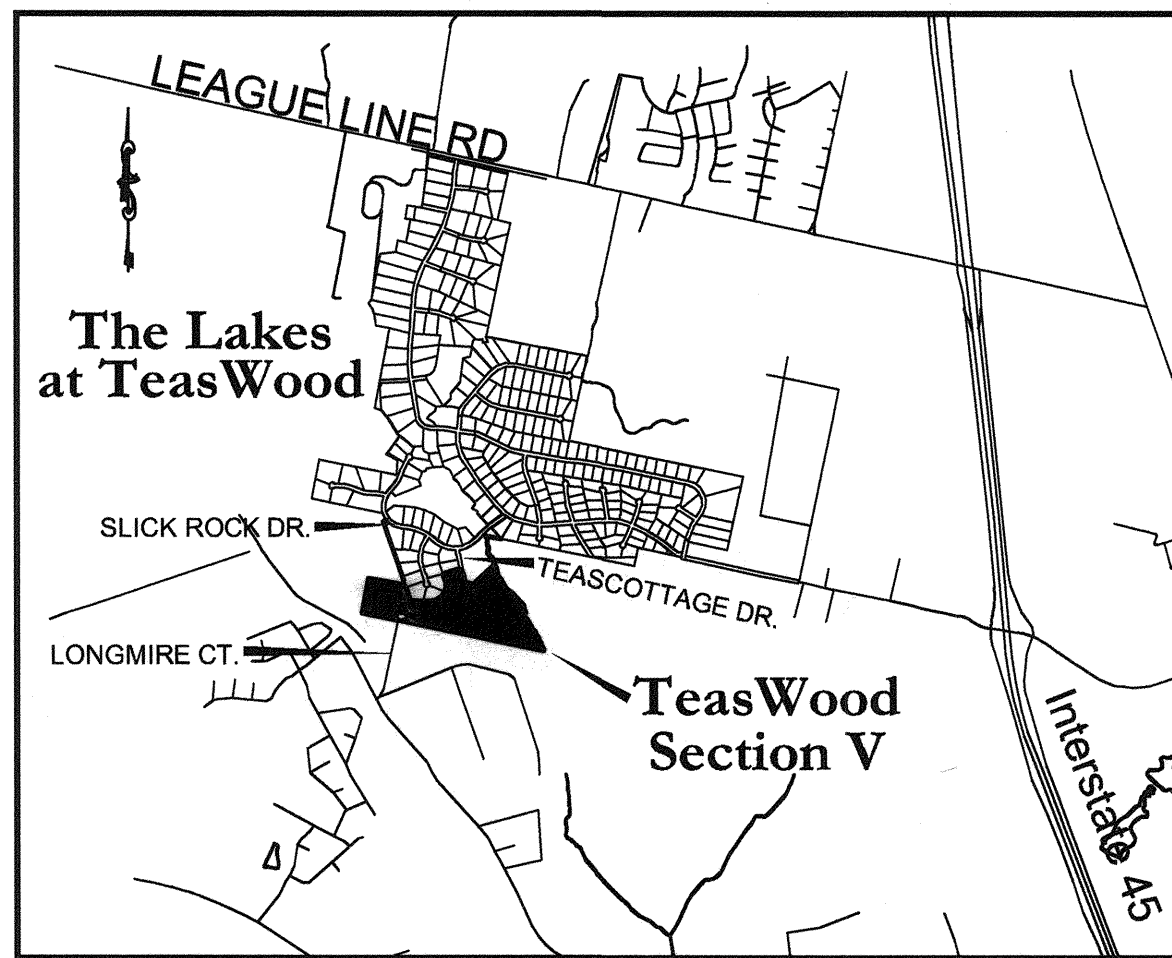 LEAGUE LINE RD
The Lakes
at TeasWood
SLICK ROCK DR.
TEASCOTTAGE DR.
LONGMIRE CT.
TeasWood
Section V
Interstate 45